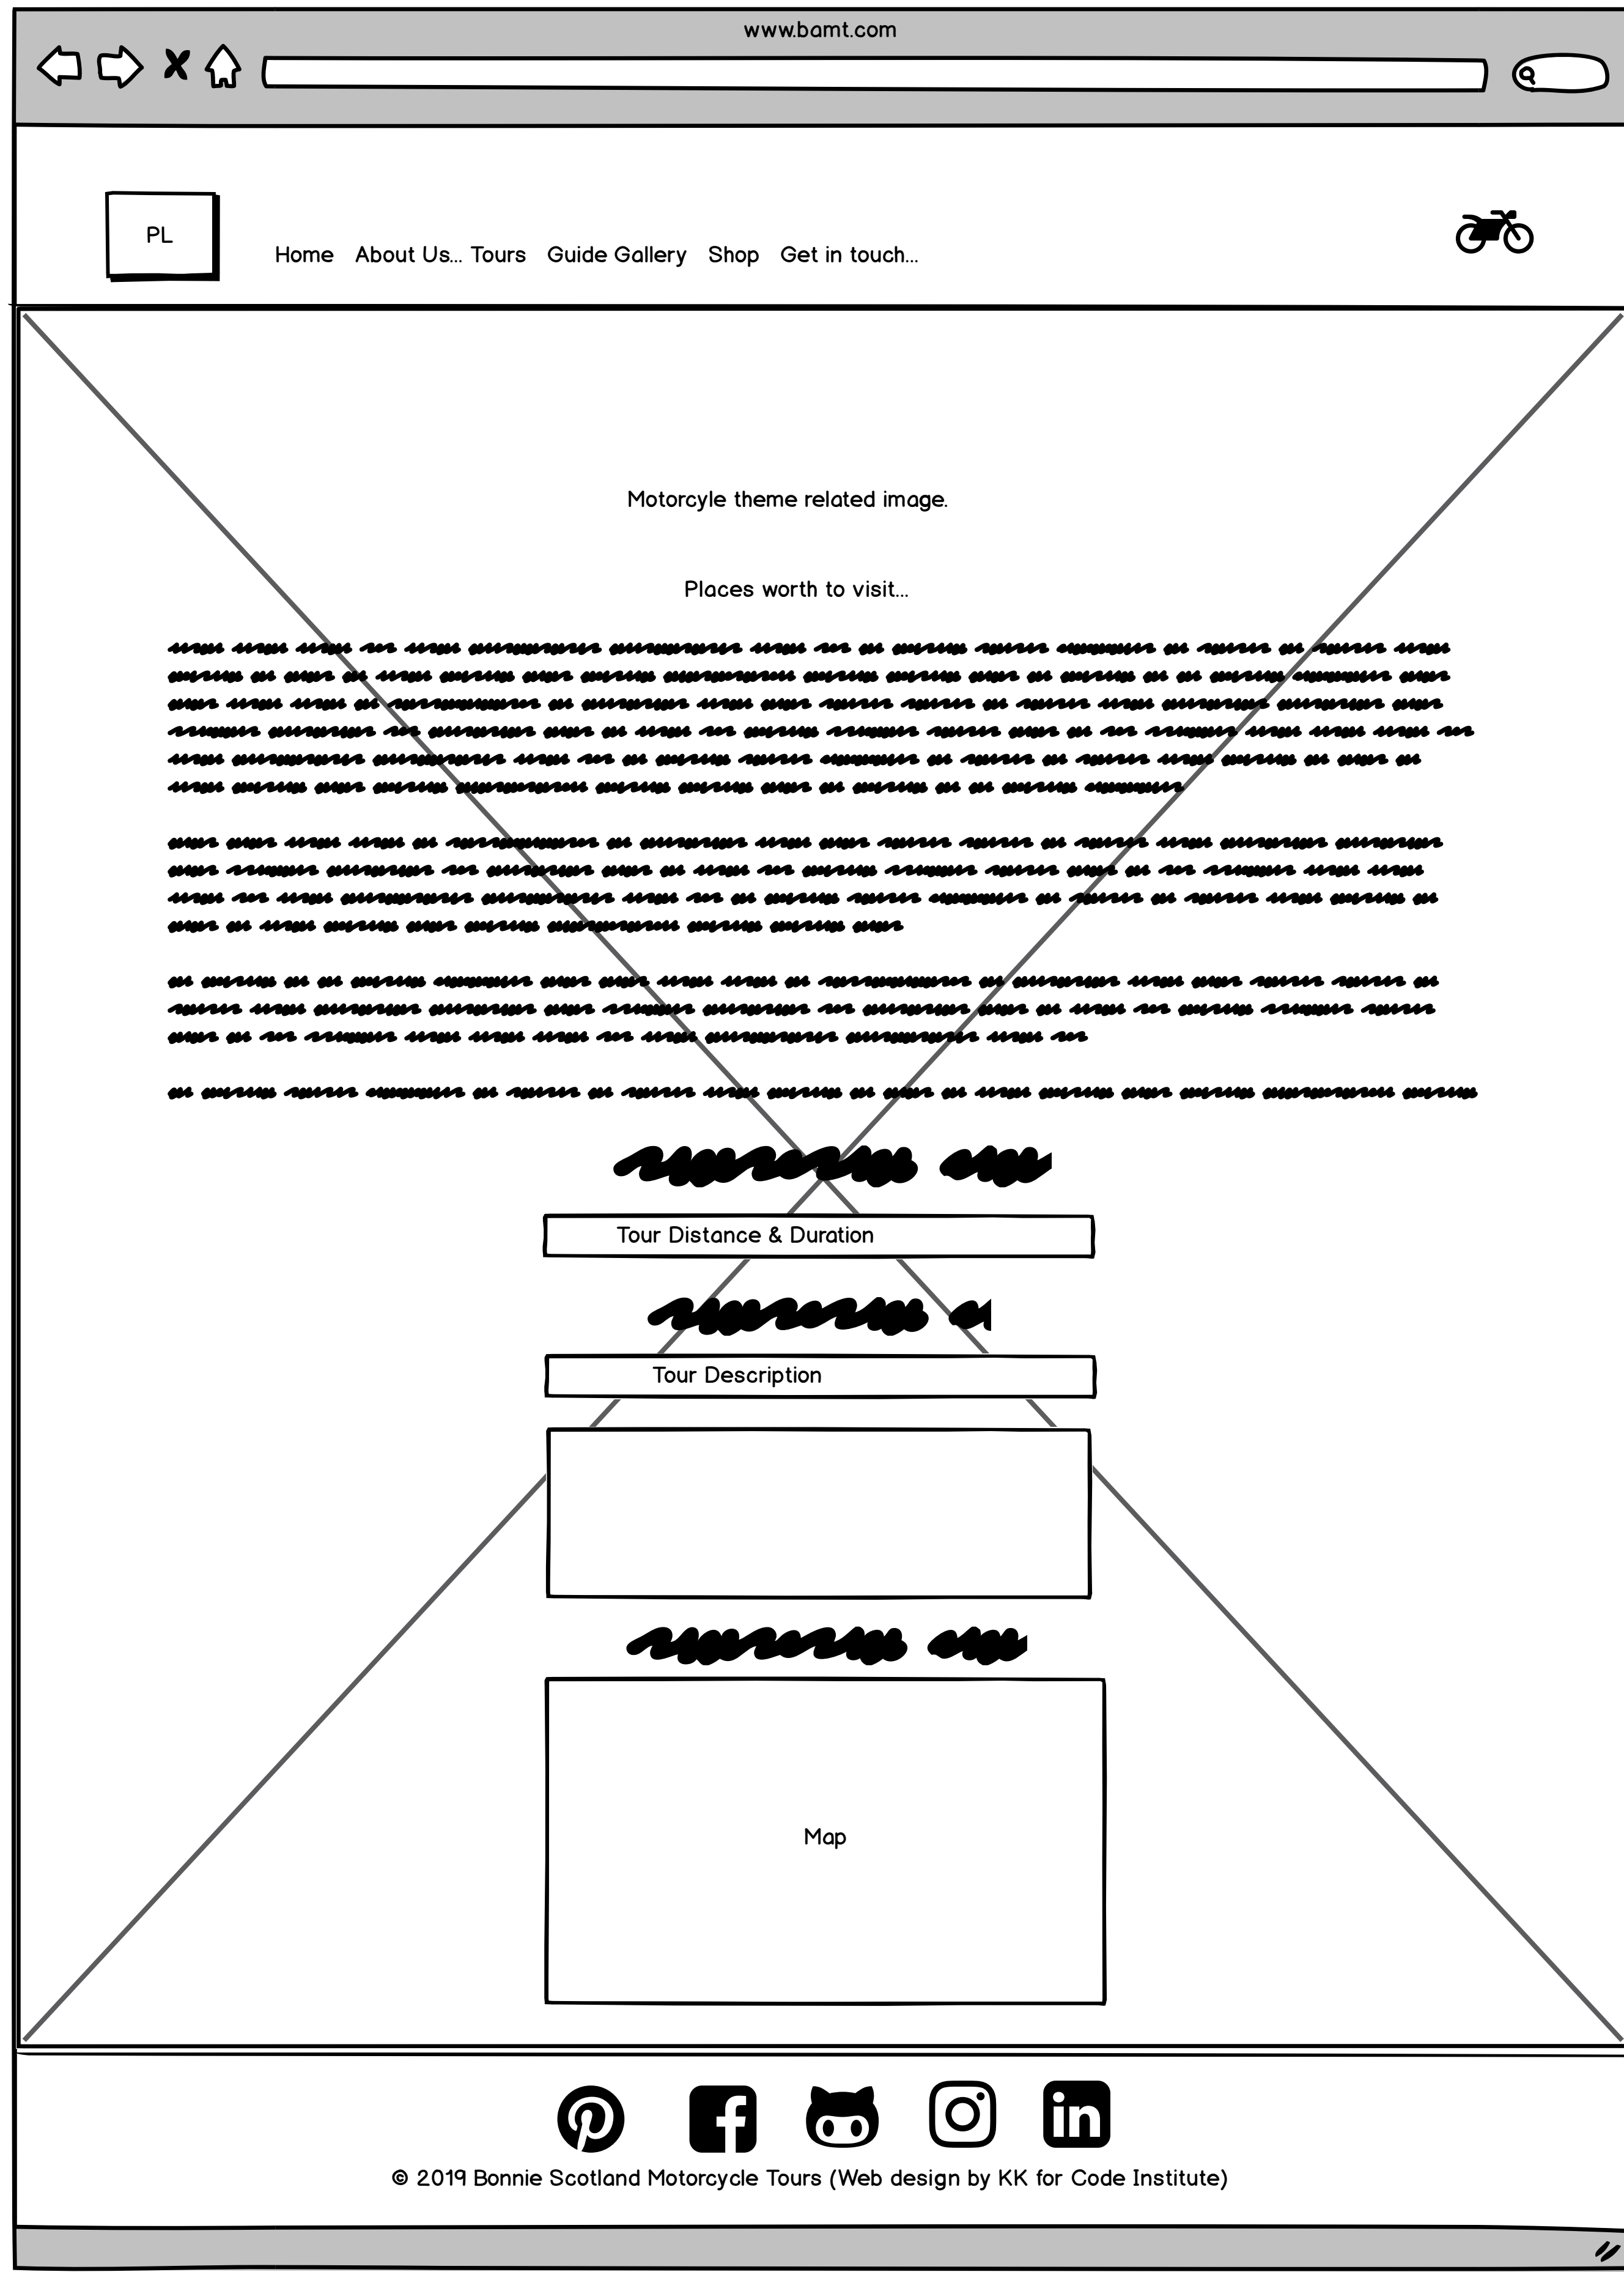 www.bamt.com
PL
Home About Us... Tours Guide Gallery Shop Get in touch...
Motorcyle theme related image.
Places worth to visit...
Tour Distance & Duration
Tour Description
Map
© 2019 Bonnie Scotland Motorcycle Tours (Web design by KK for Code Institute)